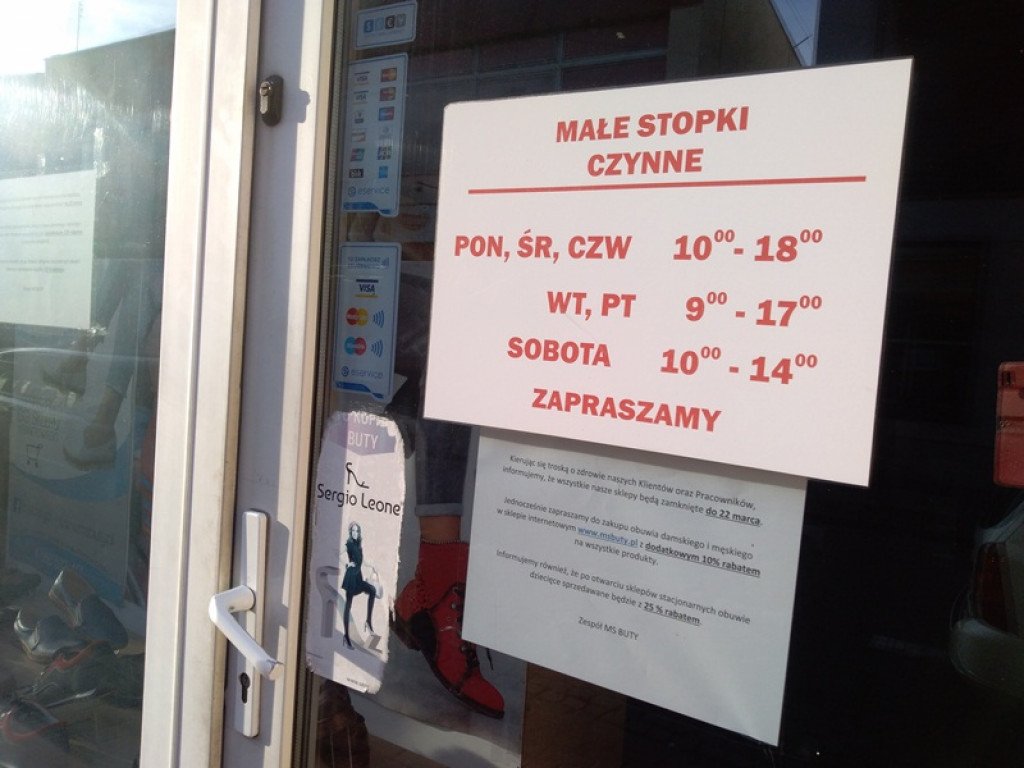 MAŁE STOPKI
CZYNNE
PON, ŚR, CZW 10⁰⁰ - 18⁰⁰
WT, PT 9⁰⁰ - 17⁰⁰
SOBOTA 10⁰⁰ - 14⁰⁰
ZAPRASZAMY
Kierując się troską o zdrowie naszych Klientów oraz Pracowników,
informujemy, że wszystkie nasze sklepy będą zamknięte do 22 marca.
Jednocześnie zapraszamy do zakupu obuwia damskiego i męskiego
w sklepie internetowym www.msbuty.pl z dodatkowym 10% rabatem
na wszystkie produkty.
Informujemy również, że po otwarciu sklepów stacjonarnych obuwie
dziecięce sprzedawane będzie z 25 % rabatem.
Zespół MS BUTY
eservice
VISA
eservice
BUTY
Sergio Leone